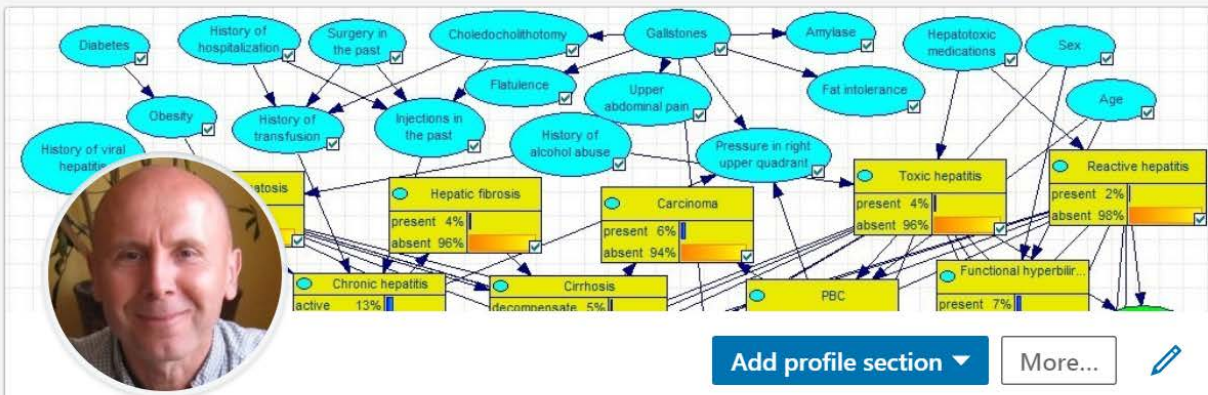 Diabetes
History of
hospitalization
Surgery in
the past
Choledocholithotomy
Gallstones
Amylase
Hepatotoxic
medications
Sex
Flatulence
Upper
abdominal pain
Fat intolerance
Age
Obesity
History of
transfusion
Injections in
the past
History of
alcohol abuse
Pressure in right
upper quadrant
History of viral
Hepatic fibrosis
present 4%
absent 96%
Carcinoma
present 6%
absent 94%
Toxic hepatitis
present 4%
absent 96%
Reactive hepatitis
present 2%
absent 98%
Chronic hepatitis
active 13%
Cirrhosis
decompensate 5%
PBC
Functional hyperbilir...
present 7%
Add profile section
More...